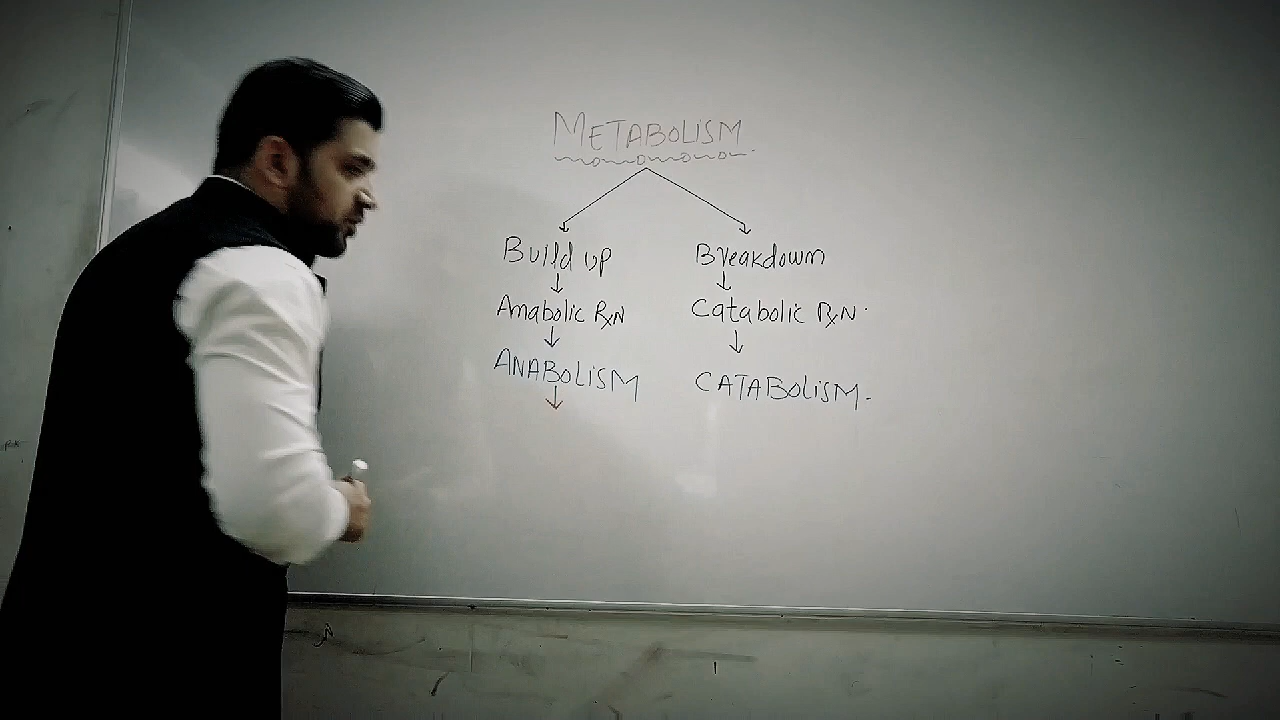 METABOLISM
Build up
Breakdown
Anabolic RxN
Catabolic RxN.
ANABOLISM
CATABOLISM.